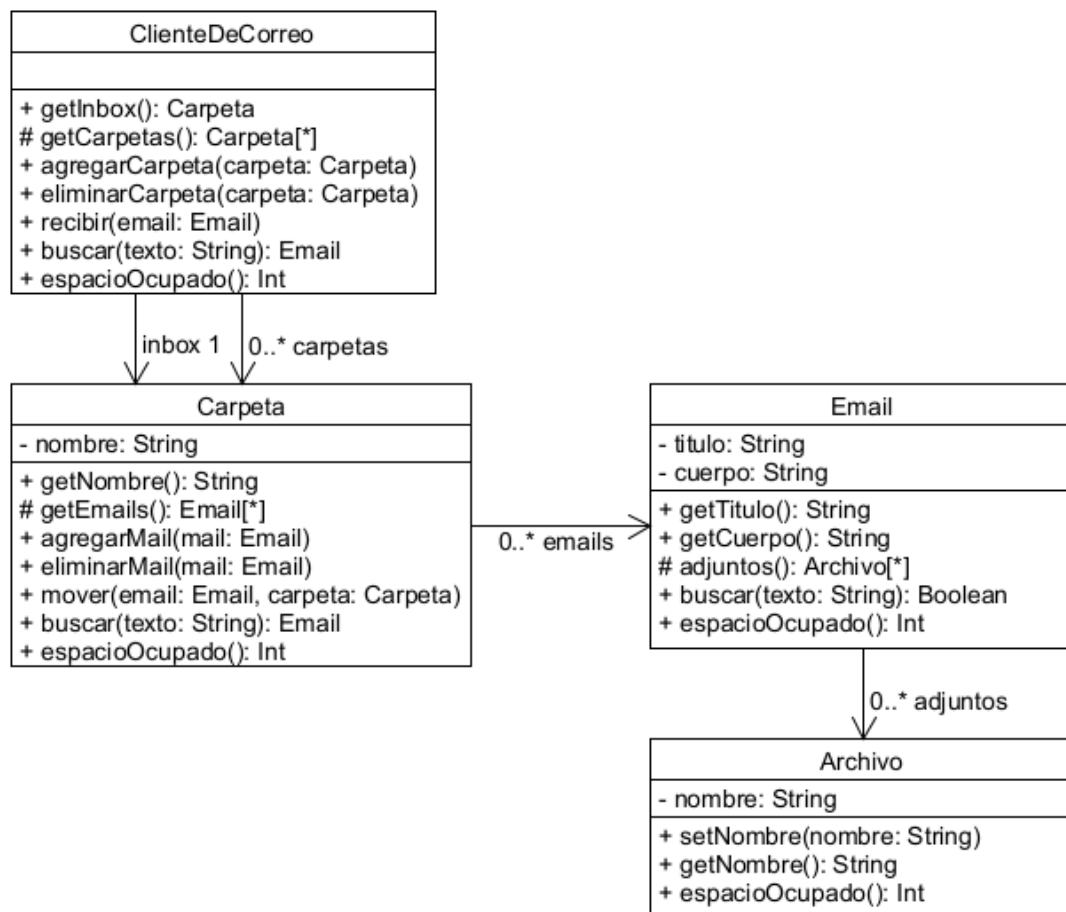 ClienteDeCorreo
+ getInbox(): Carpeta
# getCarpetas(): Carpeta[*]
+ agregarCarpeta(carpeta: Carpeta)
+ eliminarCarpeta(carpeta: Carpeta)
+ recibir(email: Email)
+ buscar(texto: String): Email
+ espacioOcupado(): Int
inbox 1
0..* carpetas
Carpeta
- nombre: String
+ getNombre(): String
# getEmails(): Email[*]
+ agregarMail(mail: Email)
+ eliminarMail(mail: Email)
+ mover(email: Email, carpeta: Carpeta)
+ buscar(texto: String): Email
+ espacioOcupado(): Int
0..* emails
Email
- titulo: String
- cuerpo: String
+ getTitulo(): String
+ getCuerpo(): String
# adjuntos(): Archivo[*]
+ buscar(texto: String): Boolean
+ espacioOcupado(): Int
0..* adjuntos
Archivo
- nombre: String
+ setNombre(nombre: String)
+ getNombre(): String
+ espacioOcupado(): Int